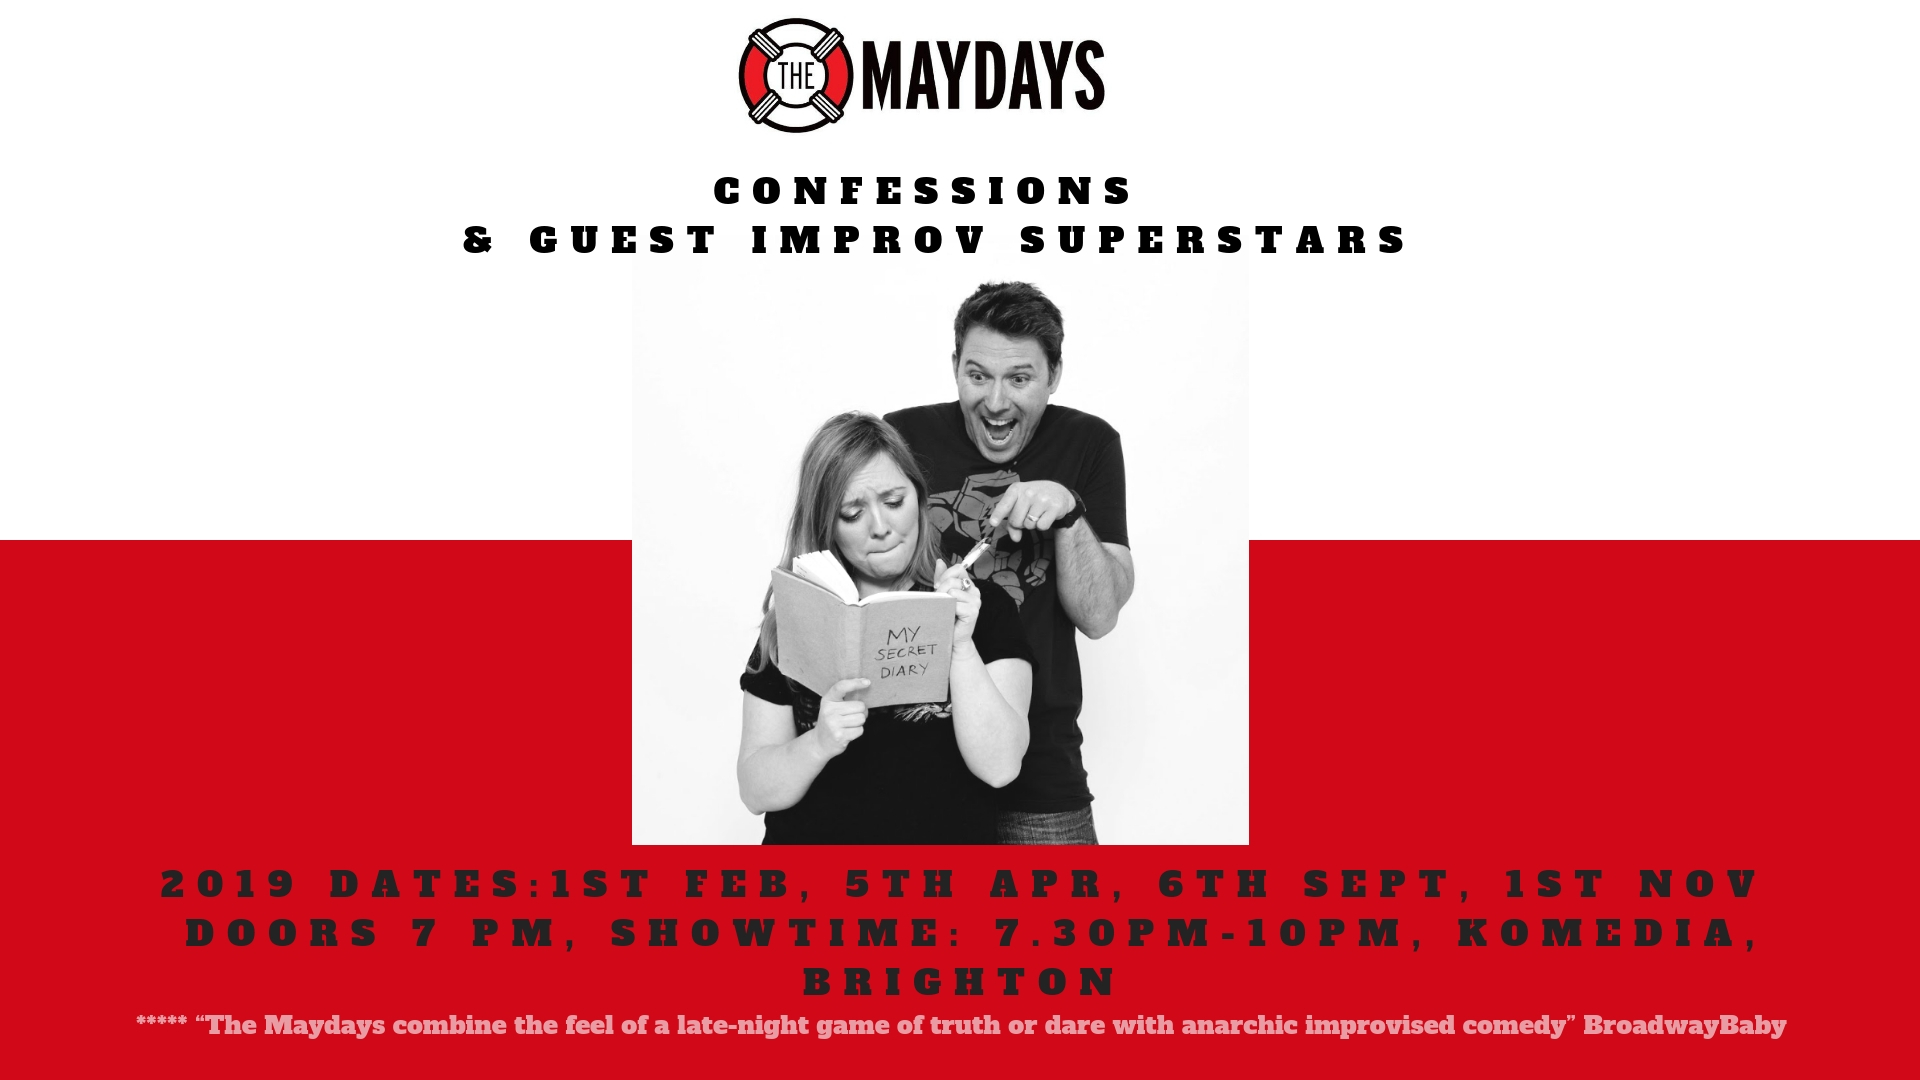 THE MAYDAYS
CONFESSIONS
& GUEST IMPROV SUPERSTARS
MY
SECRET
DIARY
2019 DATES:1ST FEB, 5TH APR, 6TH SEPT, 1ST NOV
DOORS 7 PM, SHOWTIME: 7.30PM-10PM, KOMEDIA,
BRIGHTON
***** “The Maydays combine the feel of a late-night game of truth or dare with anarchic improvised comedy” BroadwayBaby